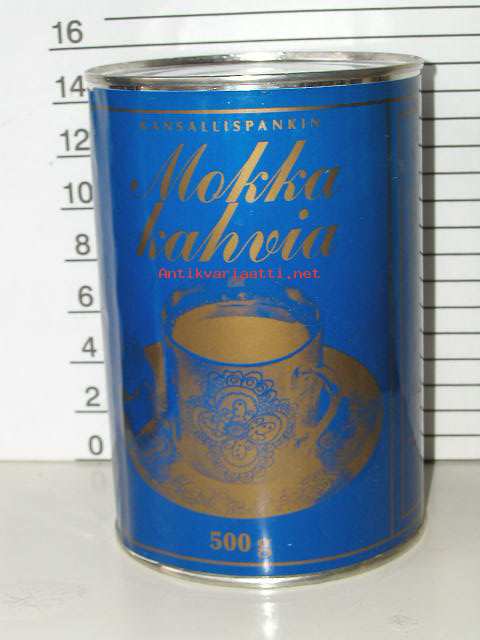 16
14
12
10
8
6
4
2
0
KANSALLISPANKIN
Mokka
kahvia
Antikvariaatti.net
500 g